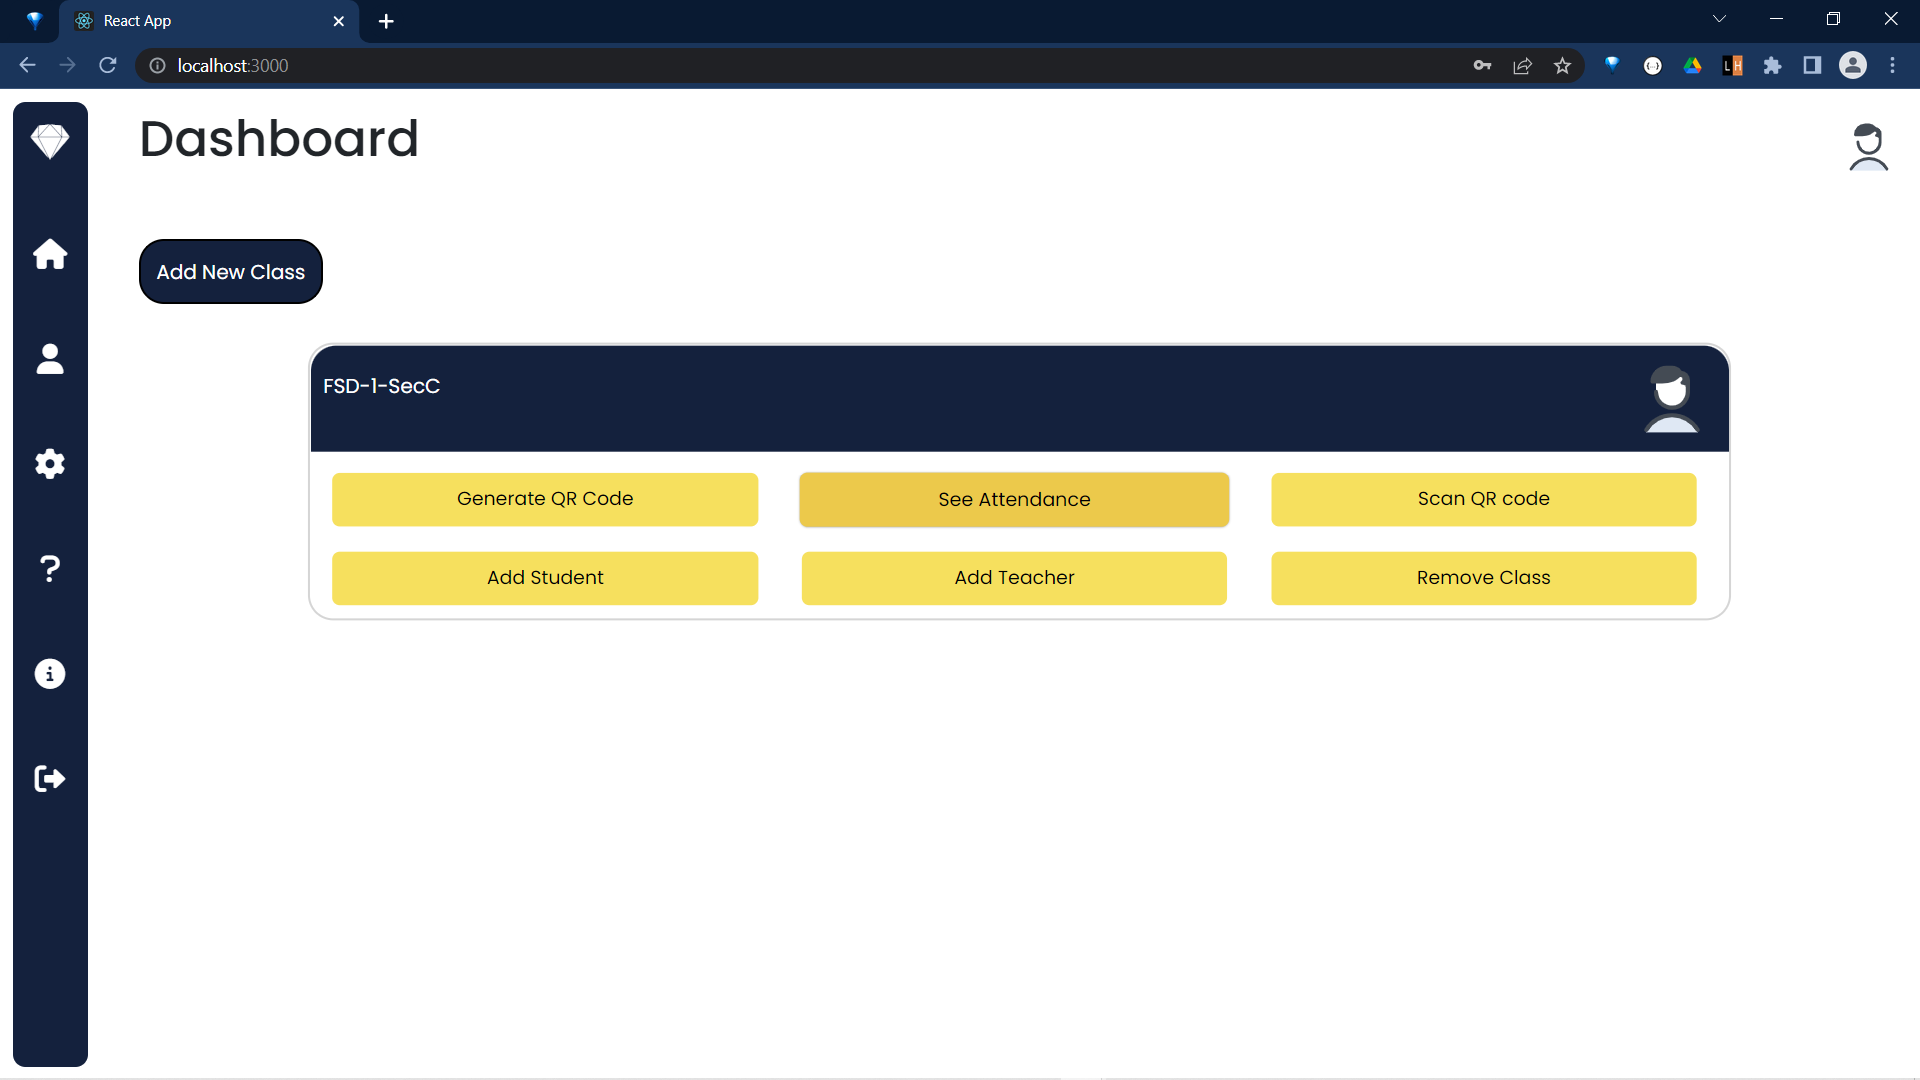 React App
localhost:3000
Dashboard
Add New Class
FSD-1-SecC
Generate QR Code
See Attendance
Scan QR code
Add Student
Add Teacher
Remove Class